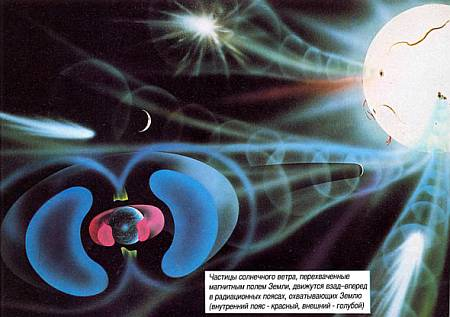 Частицы солнечного ветра, перехваченные
магнитным полем Земли, движутся взад-вперед
в радиационных поясах, охватывающих Землю
(внутренний пояс - красный, внешний - голубой)